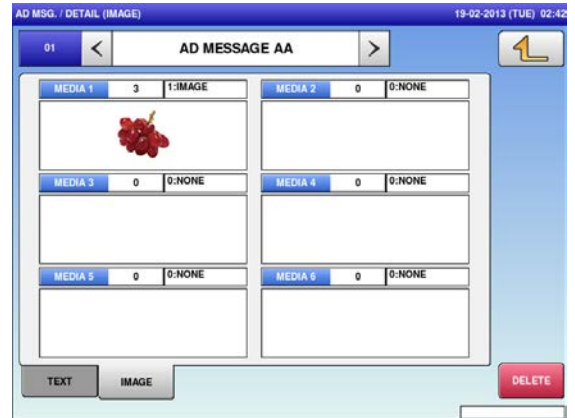 AD MSG. / DETAIL (IMAGE) 19-02-2013 (TUE) 02:42
01 < AD MESSAGE AA >
MEDIA 1 3 1:IMAGE MEDIA 2 0 0:NONE
MEDIA 3 0 0:NONE MEDIA 4 0 0:NONE
MEDIA 5 0 0:NONE MEDIA 6 0 0:NONE
TEXT IMAGE DELETE